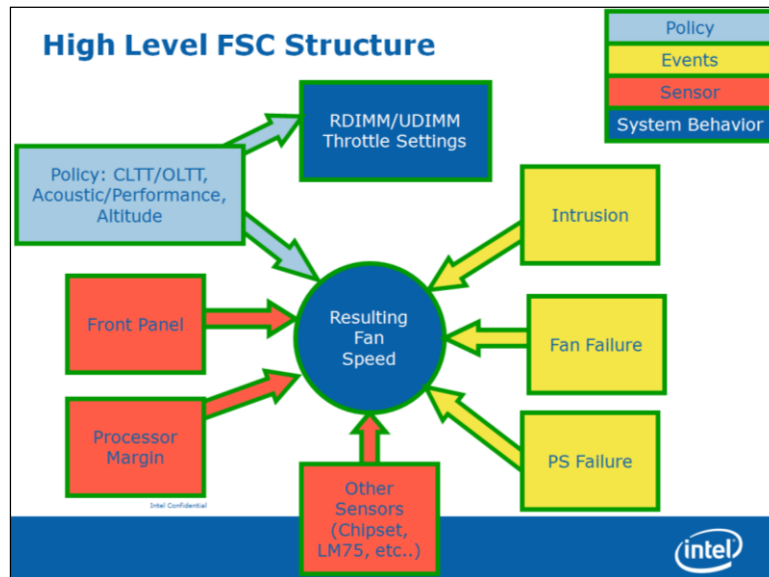 High Level FSC Structure
Policy
Events
Sensor
System Behavior
RDIMM/UDIMM
Throttle Settings
Policy: CLTT/OLTT,
Acoustic/Performance,
Altitude
Intrusion
Front Panel
Resulting
Fan
Speed
Fan Failure
Processor
Margin
PS Failure
Other
Sensors
(Chipset,
LM75, etc..)
Intel Confidential
intel